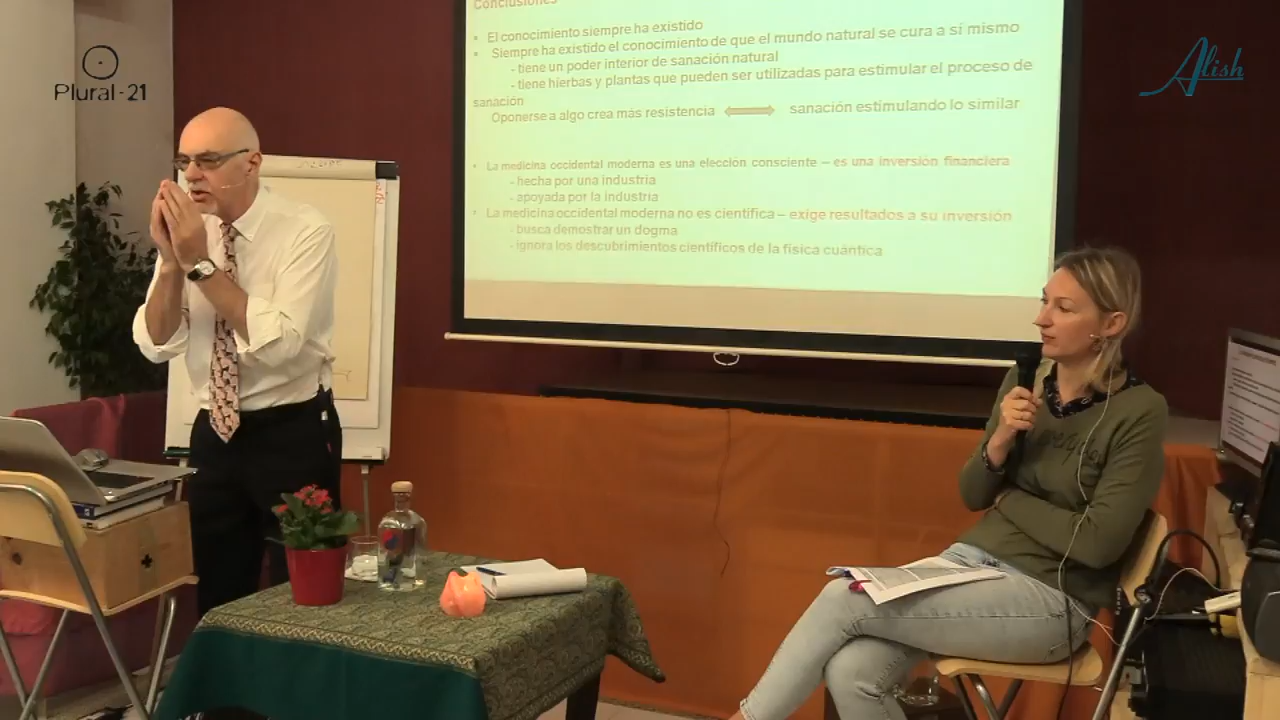 Plural-21
Alish
Conclusiones
• El conocimiento siempre ha existido
• Siempre ha existido el conocimiento de que el mundo natural se cura a sí mismo
- tiene un poder interior de sanación natural
- tiene hierbas y plantas que pueden ser utilizadas para estimular el proceso de
sanación
Oponerse a algo crea más resistencia sanación estimulando lo similar
• La medicina occidental moderna es una elección consciente – es una inversión financiera
- hecha por una industria
- apoyada por la industria
• La medicina occidental moderna no es científica – exige resultados a su inversión
- busca demostrar un dogma
- ignora los descubrimientos científicos de la física cuántica